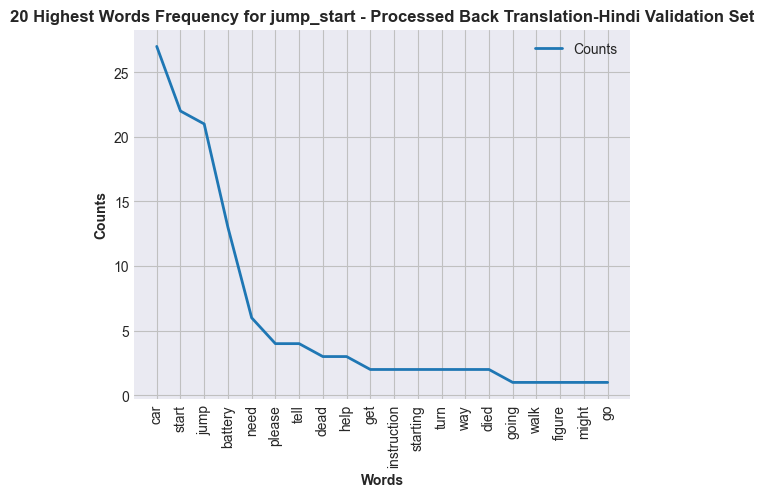 20 Highest Words Frequency for jump_start - Processed Back Translation-Hindi Validation Set
Counts
25
20
15
10
5
0
Counts
car
start
jump
battery
need
please
tell
dead
help
get
instruction
starting
turn
way
died
going
walk
figure
might
go
Words